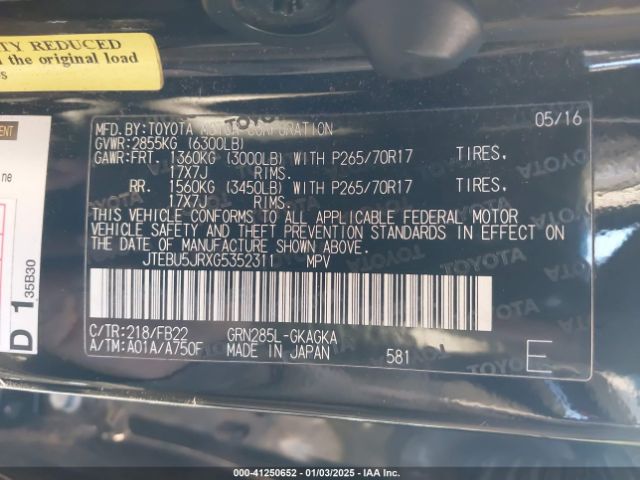 TY REDUCED
d the original load
es
ENT
ne
D 1
35B30
MFD.BY:TOYOTA MOTOR CORPORATION 05/16
GVWR:2855KG (6300LB)
GAWR:FRT. 1360KG (3000LB) WITH P265/70R17 TIRES,
17X7J RIMS.
RR. 1560KG (3450LB) WITH P265/70R17 TIRES,
17X7J RIMS.
THIS VEHICLE CONFORMS TO ALL APPLICABLE FEDERAL MOTOR
VEHICLE SAFETY AND THEFT PREVENTION STANDARDS IN EFFECT ON
THE DATE OF MANUFACTURE SHOWN ABOVE.
JTEBU5JRXG5352311 MPV
C/TR:218/FB22 GRN285L-GKAGKA
A/TM:A01A/A750F MADE IN JAPAN 581 E
000-41250652 - 01/03/2025 - IAA Inc.